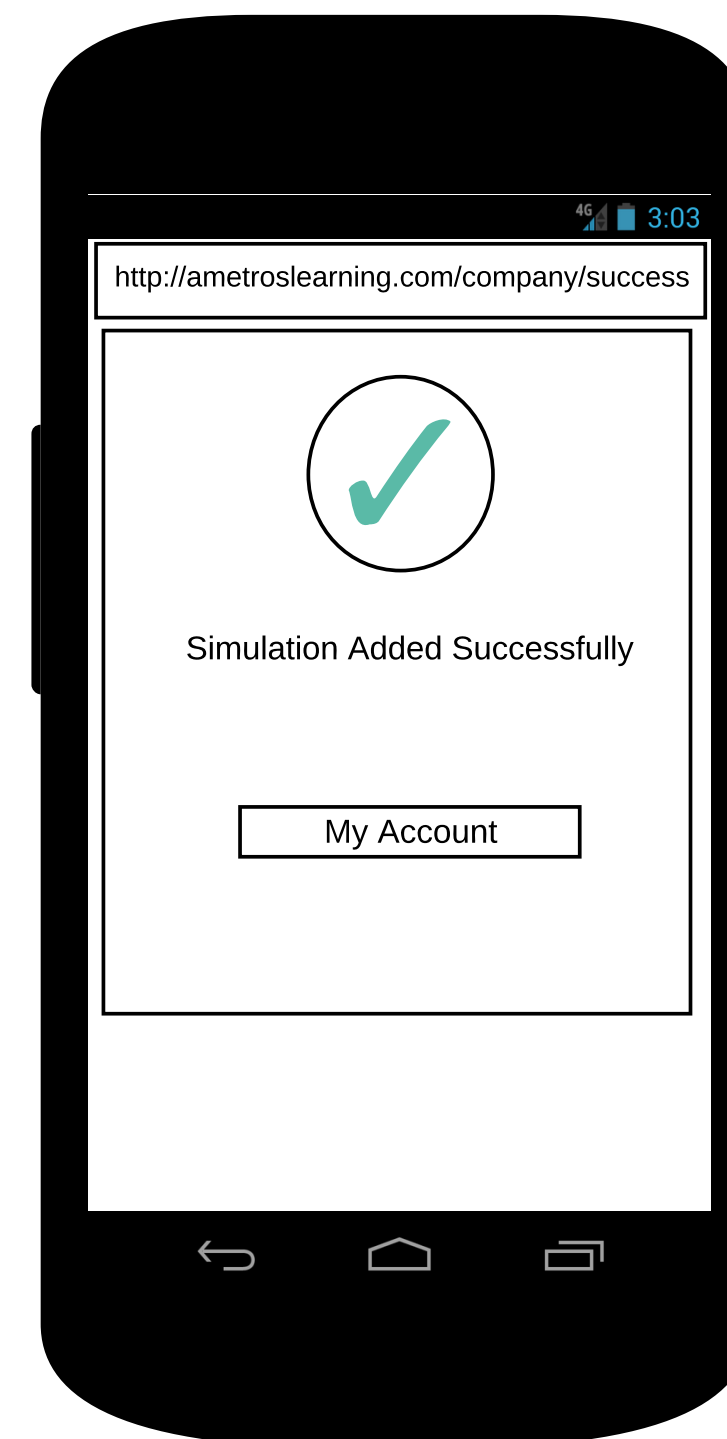 4G 3:03
http://ametroslearning.com/company/success
Simulation Added Successfully
My Account